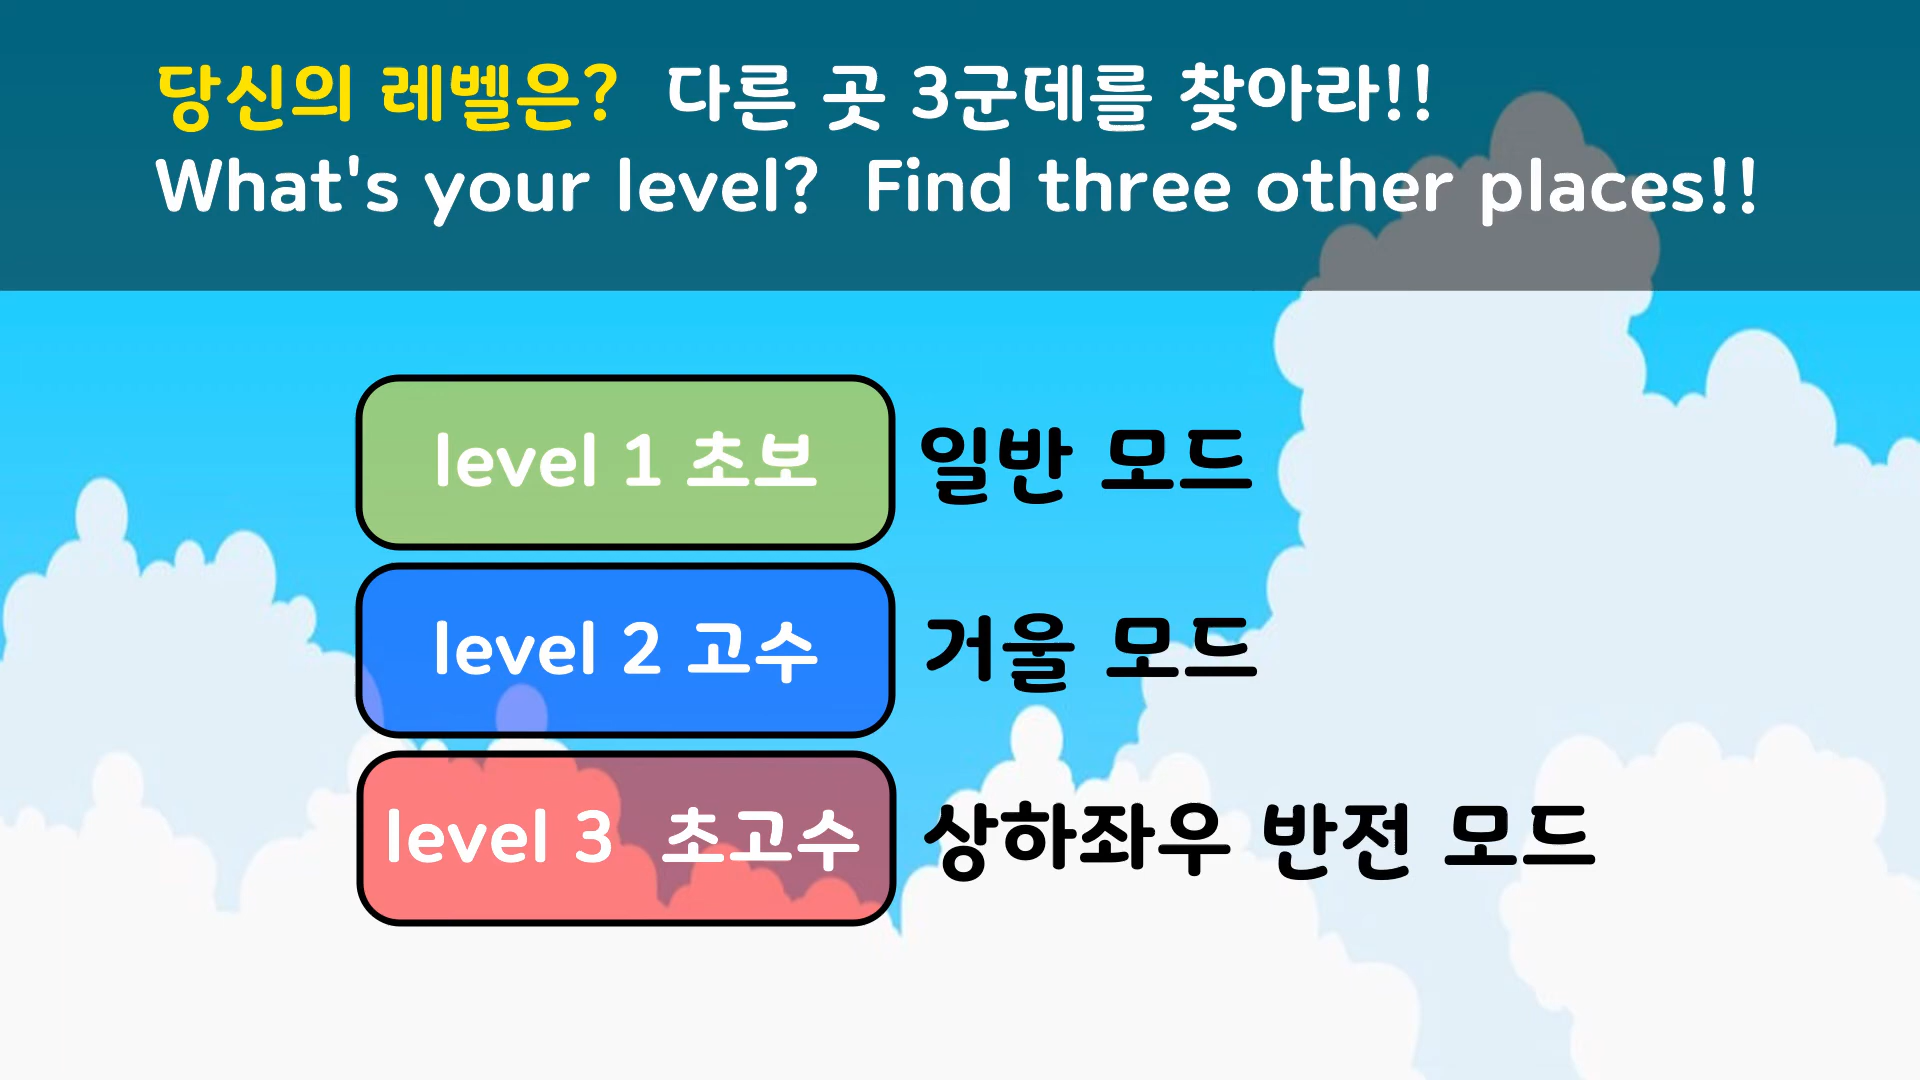 당신의 레벨은? 다른 곳 3군데를 찾아라!!
What's your level? Find three other places!!
level 1 초보 일반 모드
level 2 고수 거울 모드
level 3 초고수 상하좌우 반전 모드